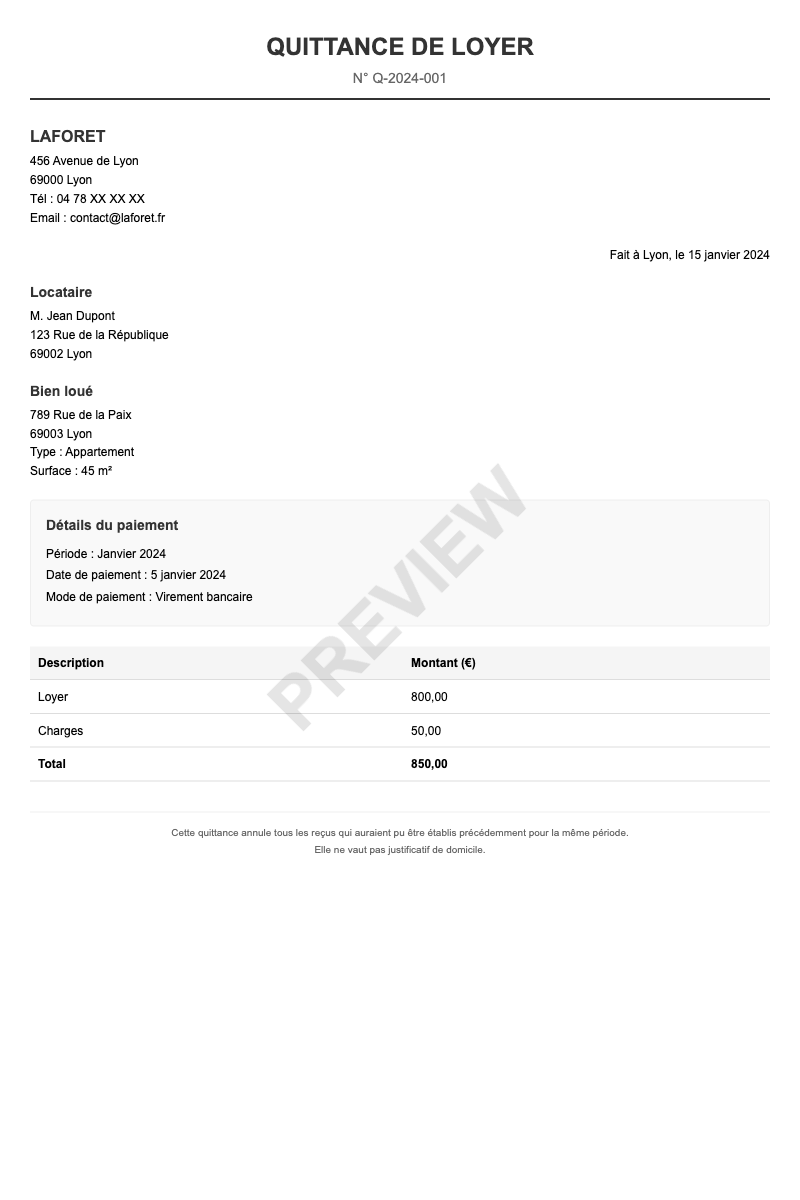 QUITTANCE DE LOYER
N° Q-2024-001
LAFORET
456 Avenue de Lyon
69000 Lyon
Tél : 04 78 XX XX XX
Email : contact@laforet.fr
Fait à Lyon, le 15 janvier 2024
Locataire
M. Jean Dupont
123 Rue de la République
69002 Lyon
Bien loué
789 Rue de la Paix
69003 Lyon
Type : Appartement
Surface : 45 m²
Détails du paiement
Période : Janvier 2024
Date de paiement : 5 janvier 2024
Mode de paiement : Virement bancaire
PREVIEW
Description Montant (€)
Loyer 800,00
Charges 50,00
Total 850,00
Cette quittance annule tous les reçus qui auraient pu être établis précédemment pour la même période.
Elle ne vaut pas justificatif de domicile.